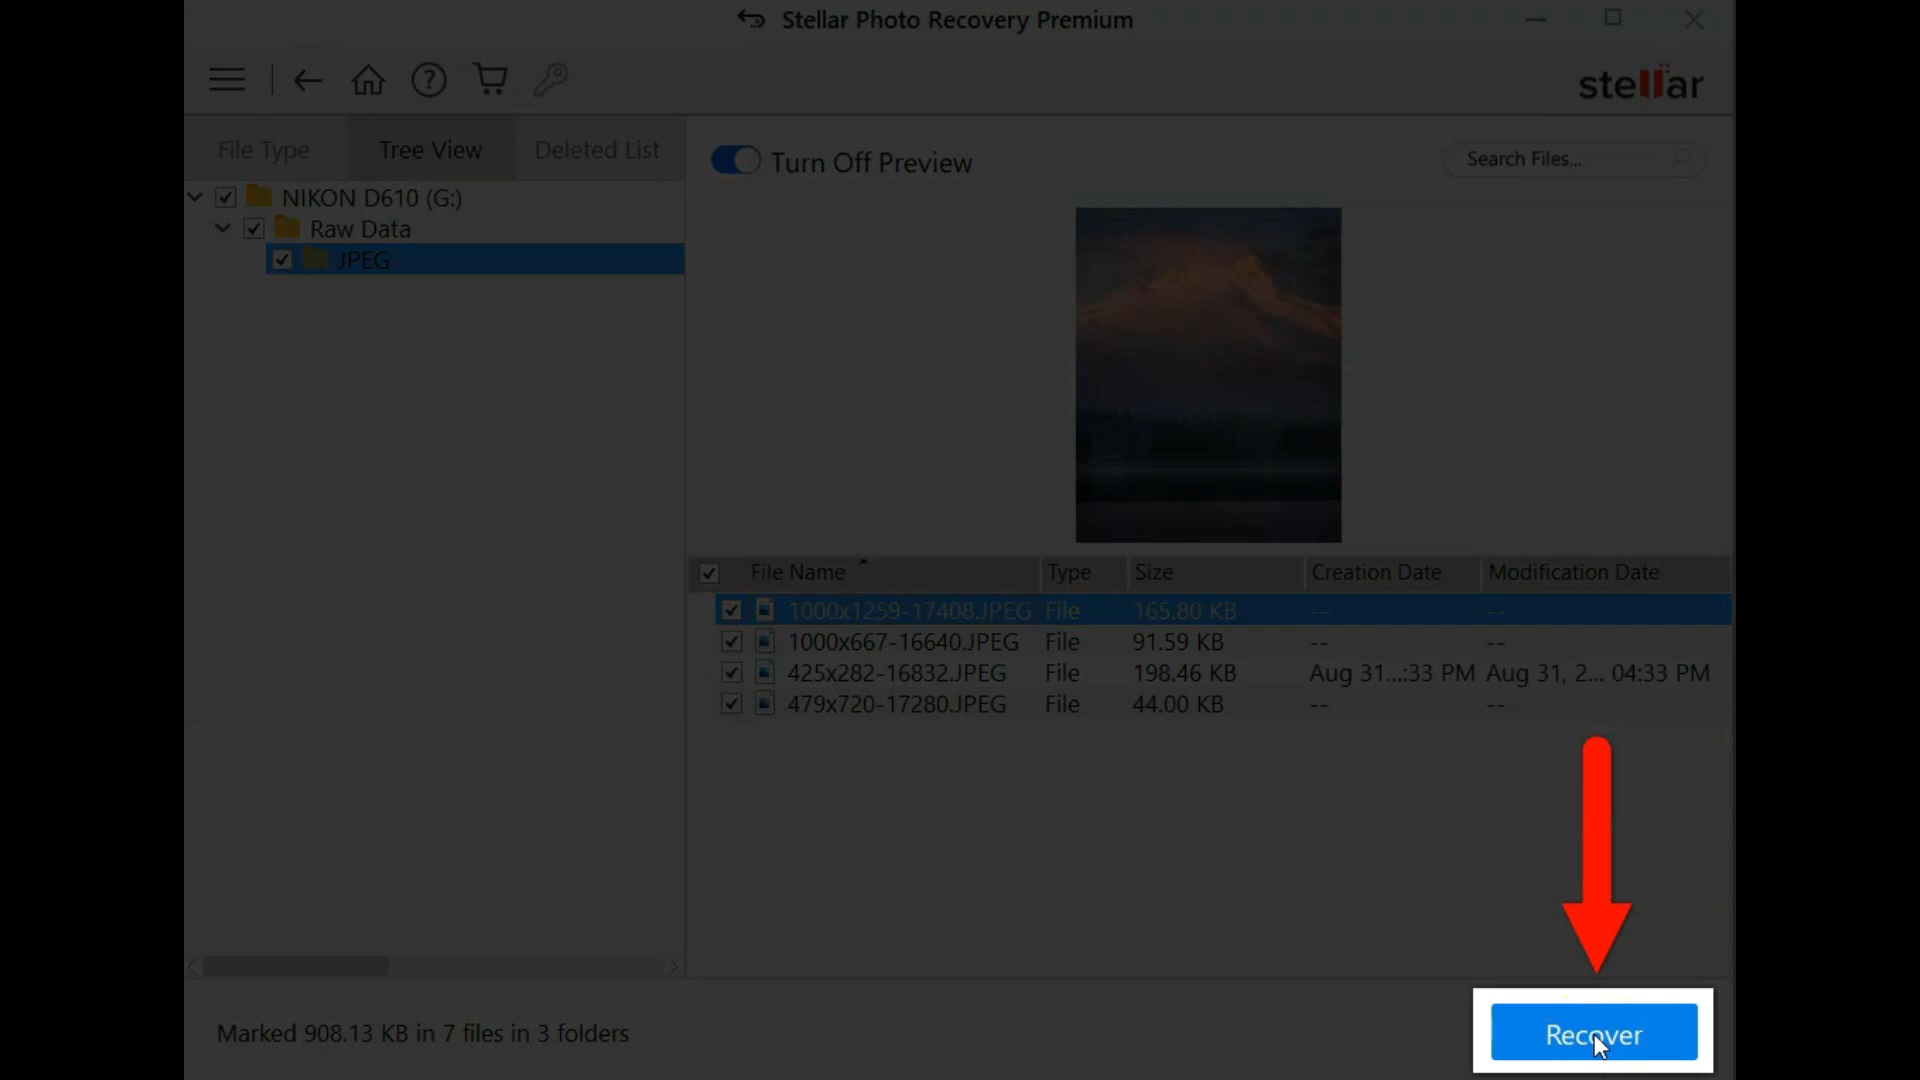 Stellar Photo Recovery Premium
stellar
File Type Tree View Deleted List
Turn Off Preview
Search Files...
NIKON D610 (G:)
Raw Data
JPEG
File Name Type Size Creation Date Modification Date
1000x1259-17408.JPEG File 165.80 KB -- --
1000x667-16640.JPEG File 91.59 KB -- --
425x282-16832.JPEG File 198.46 KB Aug 31...:33 PM Aug 31, 2... 04:33 PM
479x720-17280.JPEG File 44.00 KB -- --
Marked 908.13 KB in 7 files in 3 folders
Recover